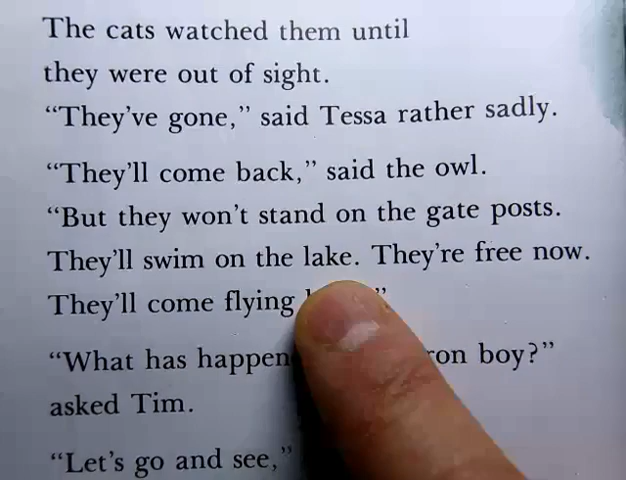 The cats watched them until
they were out of sight.
“They’ve gone,” said Tessa rather sadly.
“They’ll come back,” said the owl.
“But they won’t stand on the gate posts.
They’ll swim on the lake. They’re free now.
They’ll come flying ”
“What has boy?”
asked Tim.
“Let’s go and see,”